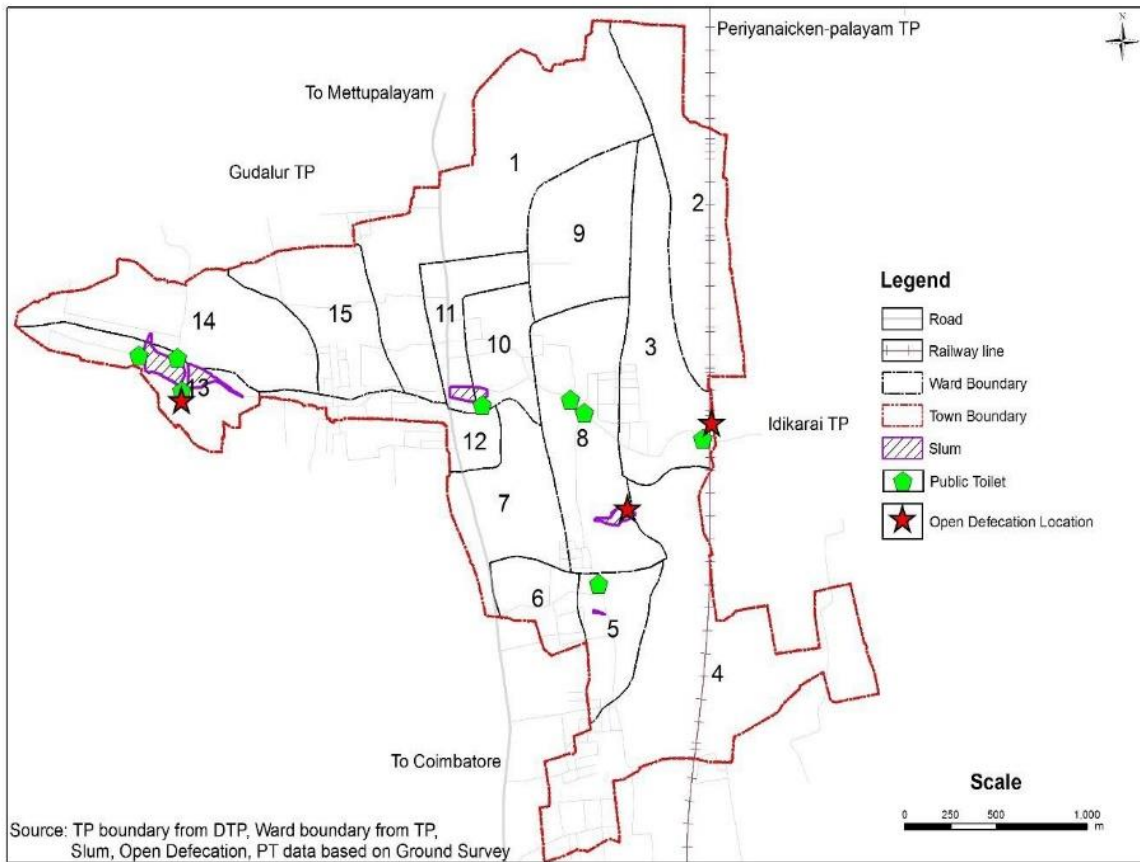 Periyanaicken-palayam TP
N
To Mettupalayam
Gudalur TP
1
2
9
14
15
11
10
3
13
8
Idikarai TP
12
7
6
5
4
To Coimbatore
Legend
Road
Railway line
Ward Boundary
Town Boundary
Slum
Public Toilet
Open Defecation Location
Scale
0 250 500 1,000
m
Source: TP boundary from DTP, Ward boundary from TP,
Slum, Open Defecation, PT data based on Ground Survey